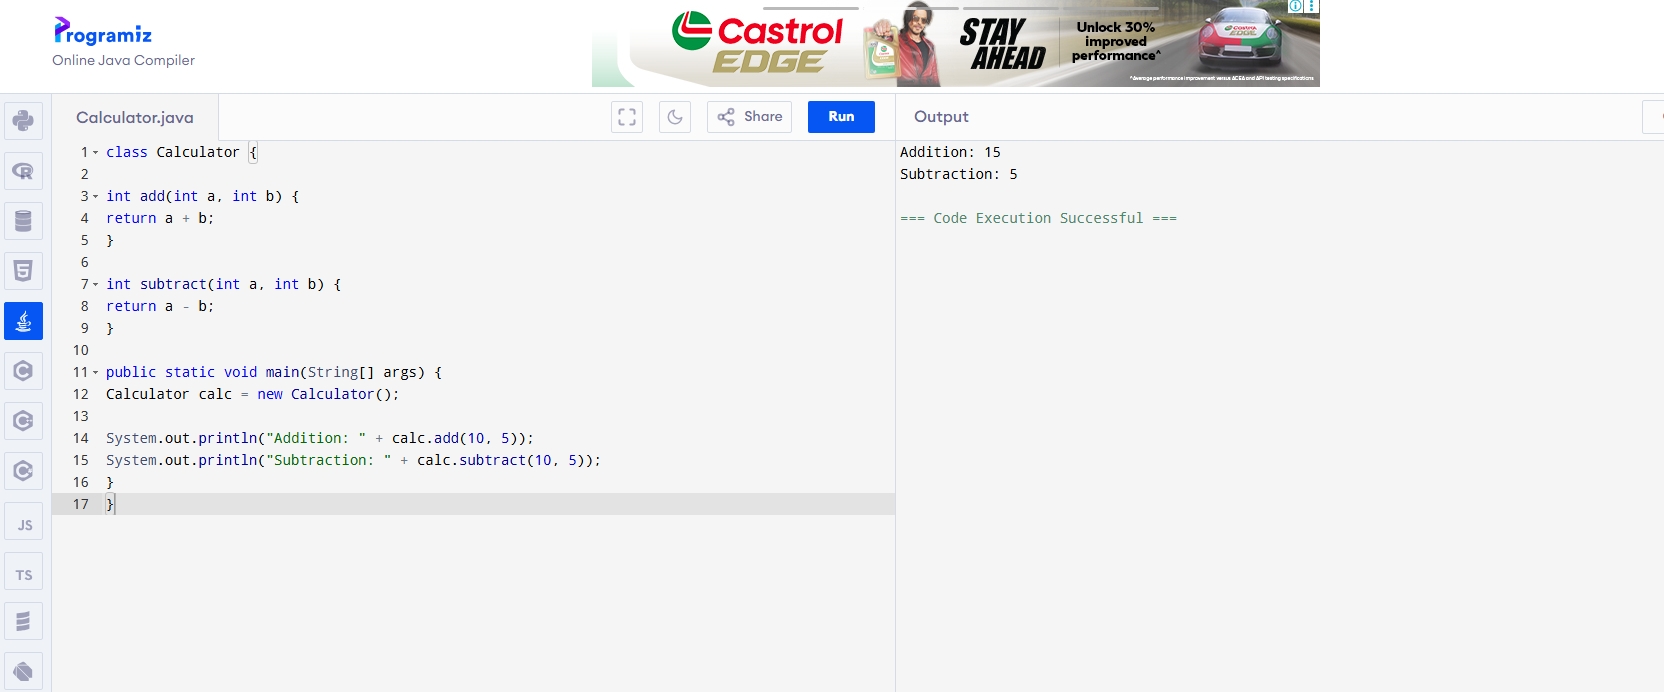 Programiz
Online Java Compiler
Castrol
EDGE
STAY
AHEAD
Unlock 30%
improved
performance^
^Average performance improvement versus ACEA and API testing specifications
Calculator.java
Share
Run
Output
1 class Calculator {
2
3 int add(int a, int b) {
4 return a + b;
5 }
6
7 int subtract(int a, int b) {
8 return a - b;
9 }
10
11 public static void main(String[] args) {
12 Calculator calc = new Calculator();
13
14 System.out.println("Addition: " + calc.add(10, 5));
15 System.out.println("Subtraction: " + calc.subtract(10, 5));
16 }
17 }
Addition: 15
Subtraction: 5
=== Code Execution Successful ===
R
5
C
C
C
JS
TS